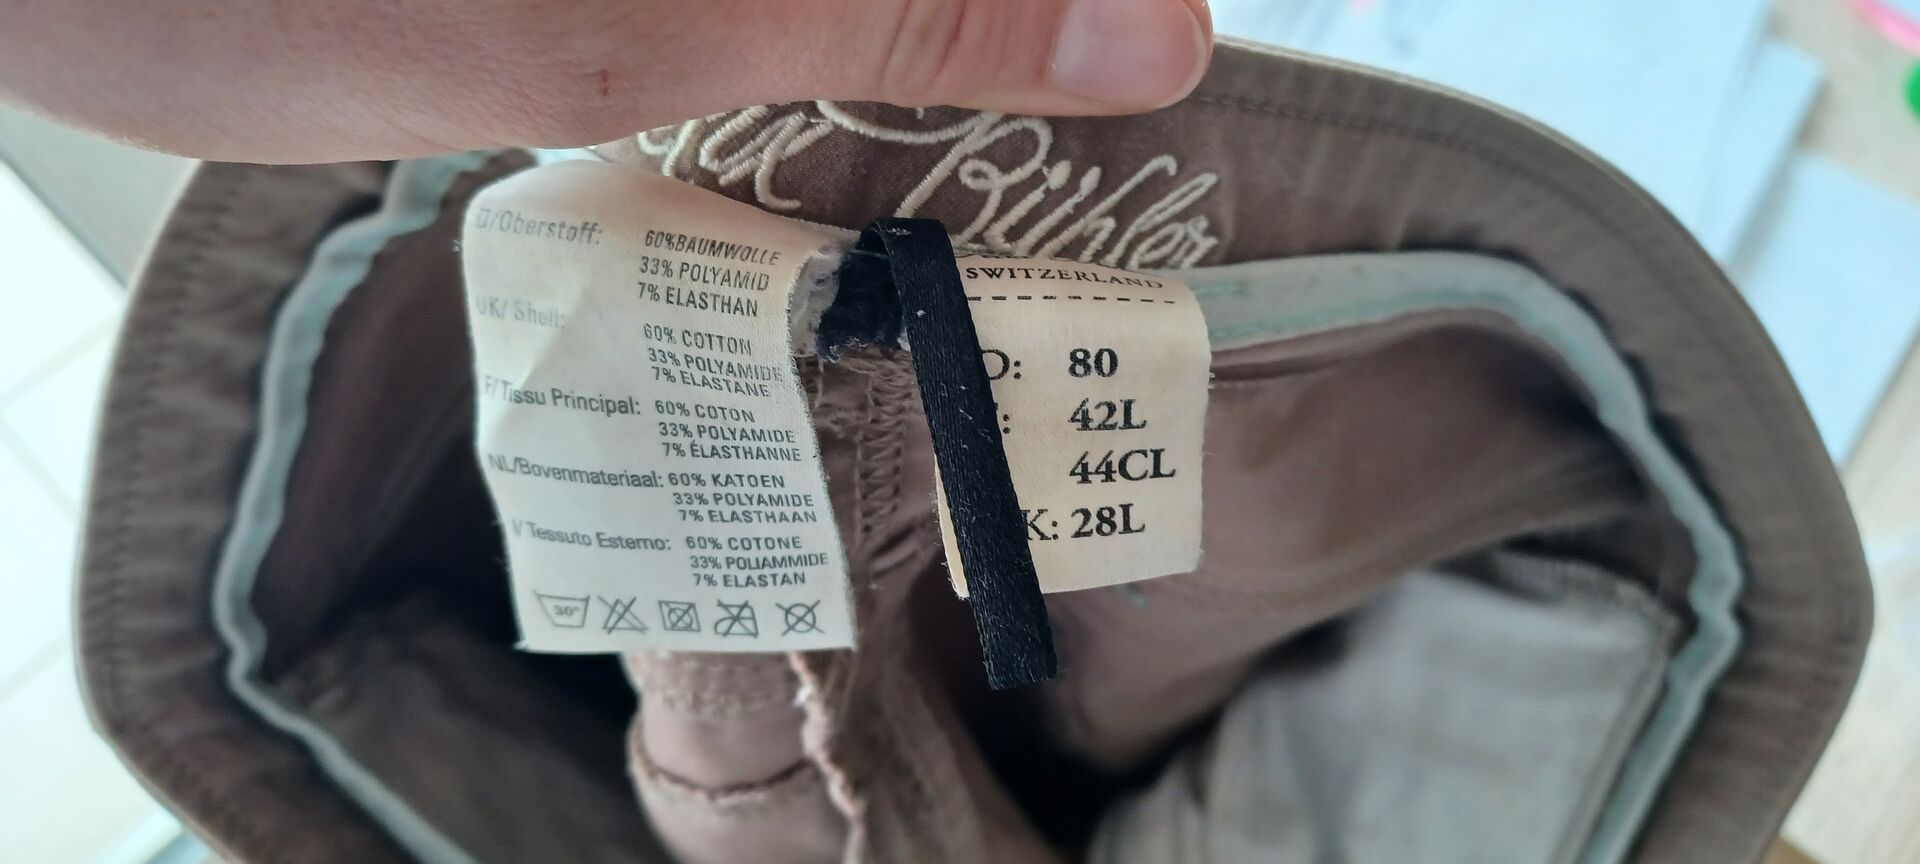 Bühler
D/Oberstoff: 60%BAUMWOLLE
33% POLYAMID
7% ELASTHAN
UK/ Shell:
60% COTTON
33% POLYAMIDE
7% ELASTANE
F/Tissu Principal: 60% COTON
33% POLYAMIDE
7% ÉLASTHANNE
NL/Bovenmateriaal: 60% KATOEN
33% POLYAMIDE
7% ELASTHAAN
I/ Tessuto Esterno: 60% COTONE
33% POLIAMMIDE
7% ELASTAN
30°
SWITZERLAND
D: 80
: 42L
44CL
K: 28L